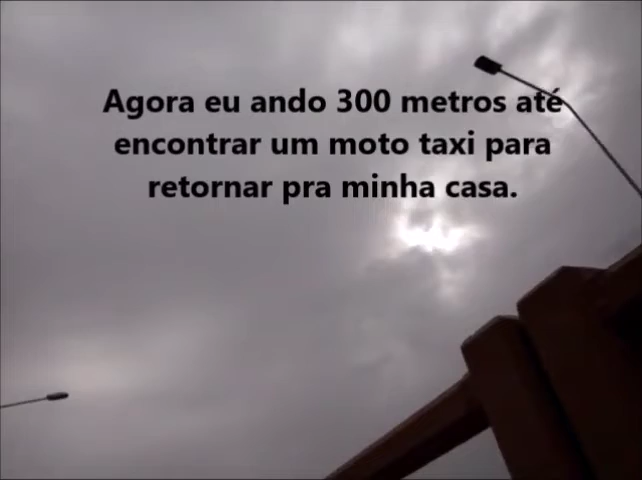 Agora eu ando 300 metros até
encontrar um moto taxi para
retornar pra minha casa.